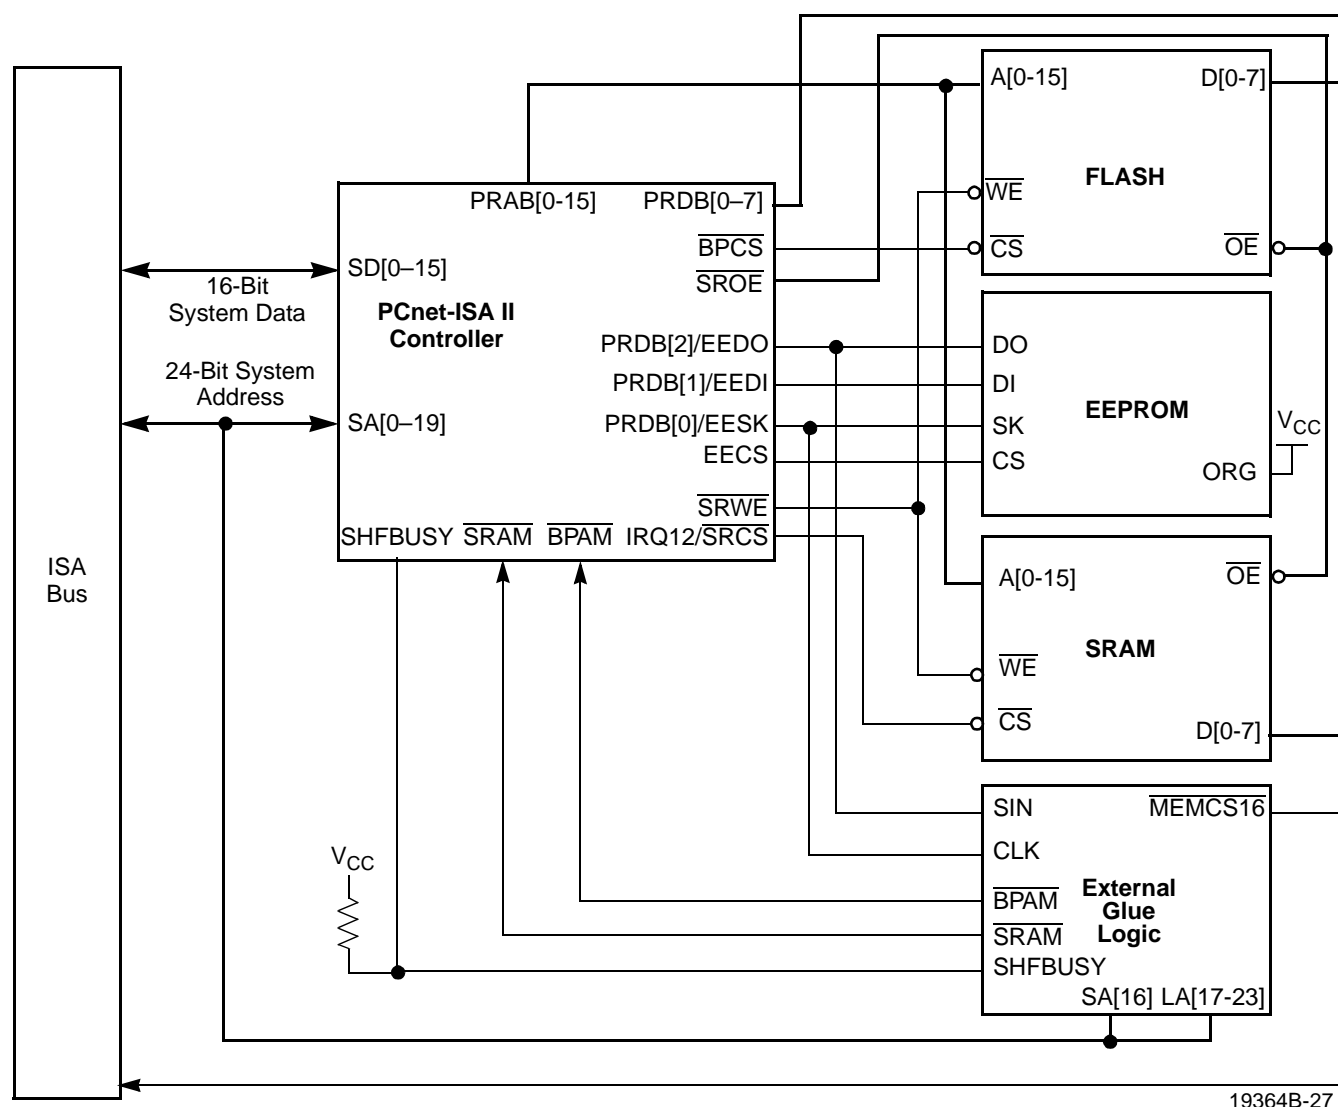 ISA
Bus
16-Bit
System Data
24-Bit System
Address
PRAB[0-15]
PRDB[0–7]
SD[0–15]
PCnet-ISA II
Controller
SA[0–19]
BPCS
SROE
PRDB[2]/EEDO
PRDB[1]/EEDI
PRDB[0]/EESK
EECS
SRWE
SHFBUSY
SRAM
BPAM
IRQ12/SRCS
VCC
A[0-15]
D[0-7]
FLASH
WE
CS
OE
DO
DI
EEPROM
SK
CS
VCC
ORG
A[0-15]
OE
SRAM
WE
CS
D[0-7]
SIN
MEMCS16
CLK
BPAM
External
Glue
Logic
SRAM
SHFBUSY
SA[16]
LA[17-23]
19364B-27